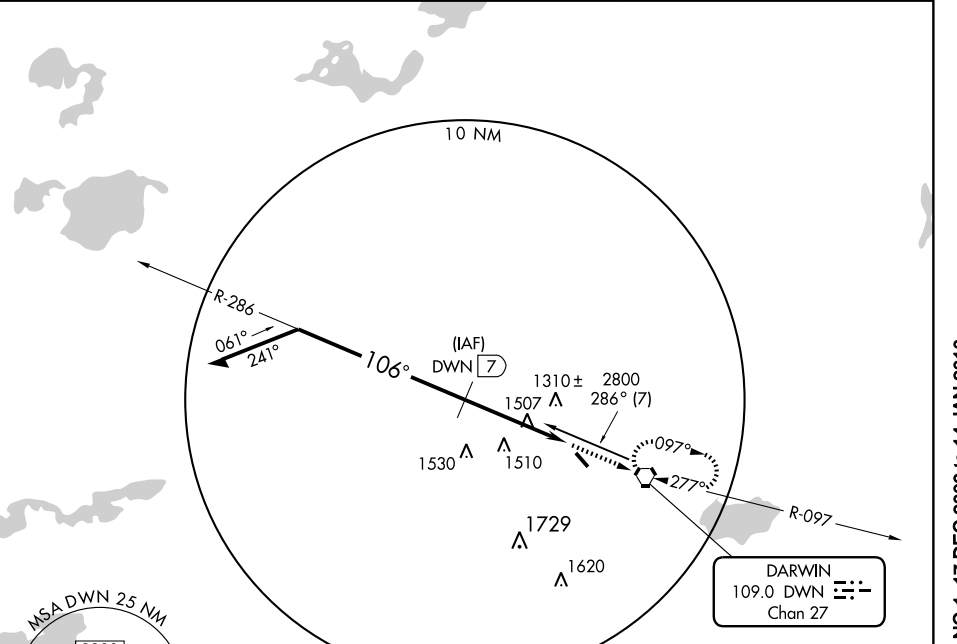 10 NM
R-286
061°
241°
106°
(IAF)
DWN 7
1310±
2800
286° (7)
1507
1530
1510
097°
277°
R-097
1729
1620
DARWIN
109.0 DWN
Chan 27
MSA DWN 25 NM